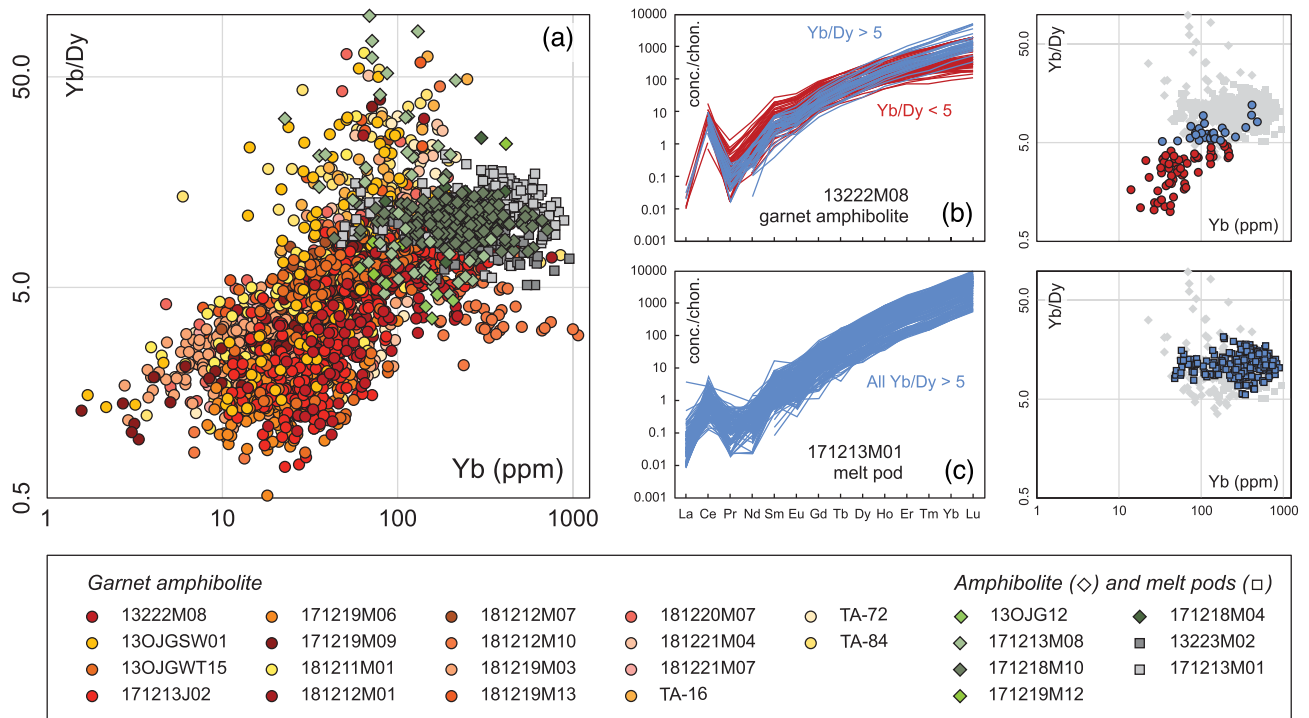 (a)
Yb/Dy
50.0
5.0
0.5
Yb (ppm)
1
10
100
1000
10000
1000
100
10
1
0.1
0.01
0.001
conc./chon.
Yb/Dy > 5
Yb/Dy < 5
13222M08
garnet amphibolite
(b)
Yb/Dy
50.0
5.0
0.5
Yb (ppm)
10000
1000
100
10
1
0.1
0.01
0.001
conc./chon.
All Yb/Dy > 5
171213M01
melt pod
(c)
La Ce Pr Nd Sm Eu Gd Tb Dy Ho Er Tm Yb Lu
Yb/Dy
50.0
5.0
0.5
Yb (ppm)
1
10
100
1000
Garnet amphibolite
13222M08
13OJGSW01
13OJGWT15
171213J02
171219M06
171219M09
181211M01
181212M01
181212M07
181212M10
181219M03
181219M13
181220M07
181221M04
181221M07
TA-16
TA-72
TA-84
Amphibolite (◇) and melt pods (□)
13OJG12
171213M08
171218M10
171219M12
171218M04
13223M02
171213M01